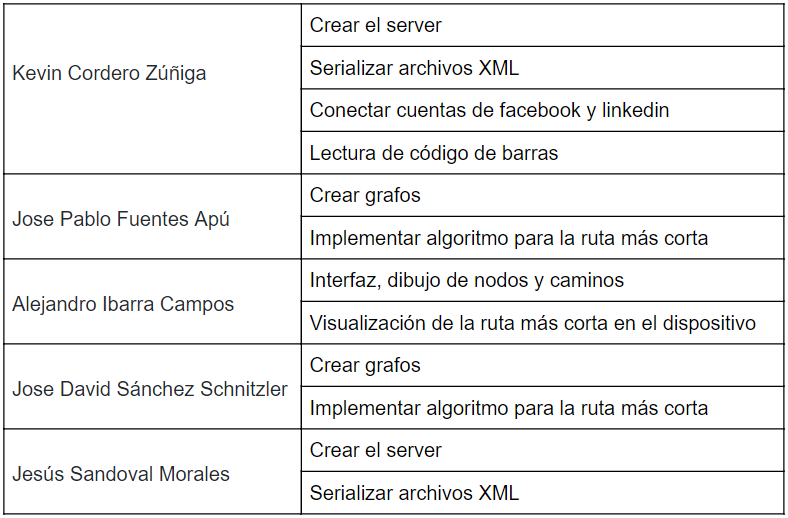 Kevin Cordero Zúñiga
Crear el server
Serializar archivos XML
Conectar cuentas de facebook y linkedin
Lectura de código de barras
Jose Pablo Fuentes Apú
Crear grafos
Implementar algoritmo para la ruta más corta
Alejandro Ibarra Campos
Interfaz, dibujo de nodos y caminos
Visualización de la ruta más corta en el dispositivo
Jose David Sánchez Schnitzler
Crear grafos
Implementar algoritmo para la ruta más corta
Jesús Sandoval Morales
Crear el server
Serializar archivos XML